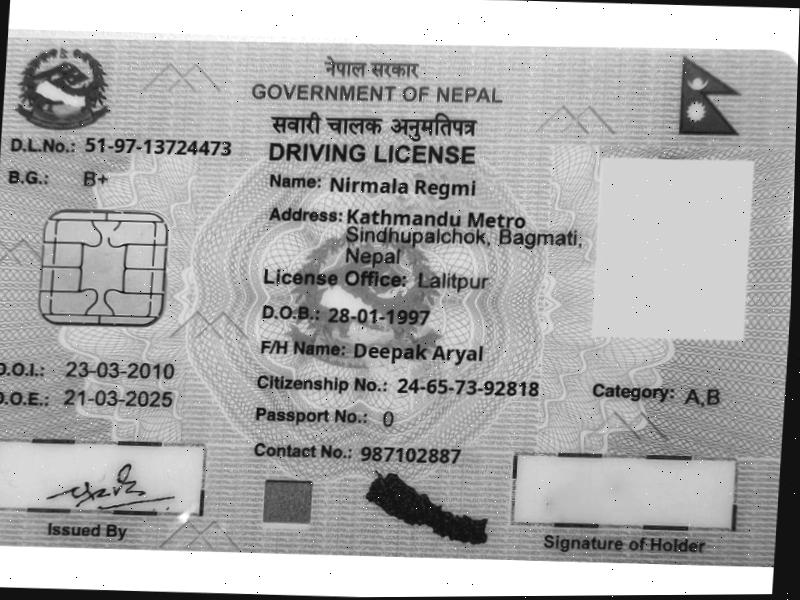 नेपाल सरकार
GOVERNMENT OF NEPAL
सवारी चालक अनुमतिपत्र
DRIVING LICENSE
D.L.No.: 51-97-13724473
B.G.: B+
Name: Nirmala Regmi
Address: Kathmandu Metro
Sindhupalchok, Bagmati,
Nepal
License Office: Lalitpur
D.O.B.: 28-01-1997
F/H Name: Deepak Aryal
D.O.I.: 23-03-2010
D.O.E.: 21-03-2025
Citizenship No.: 24-65-73-92818
Category: A,B
Passport No.: 0
Contact No.: 987102887
Issued By
Signature of Holder